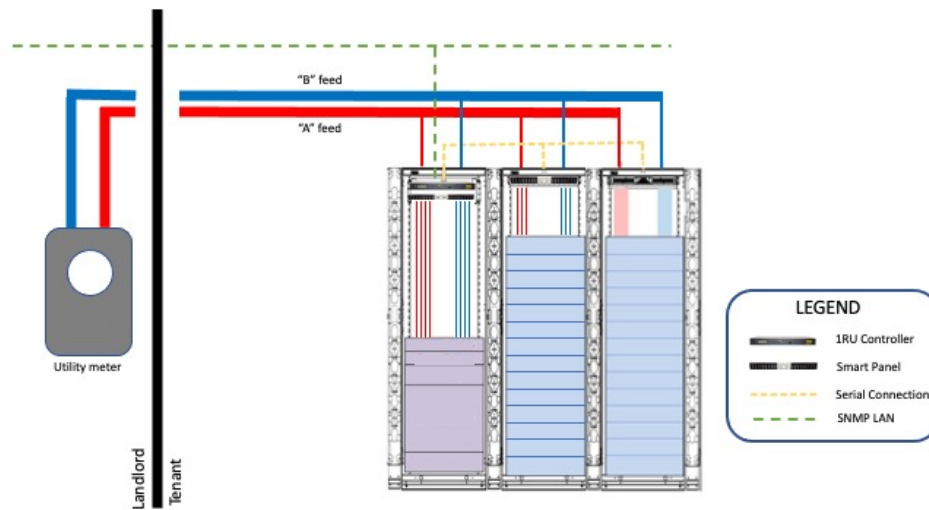 "B" feed
"A" feed
Utility meter
Landlord
Tenant
LEGEND
1RU Controller
Smart Panel
Serial Connection
SNMP LAN